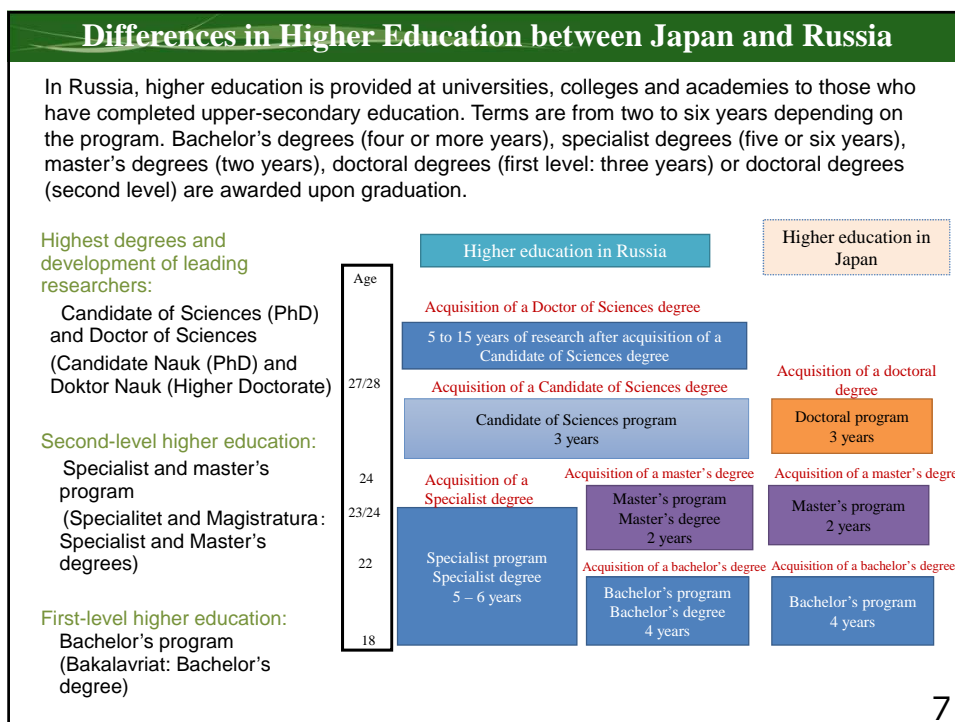 Differences in Higher Education between Japan and Russia
In Russia, higher education is provided at universities, colleges and academies to those who
have completed upper-secondary education. Terms are from two to six years depending on
the program. Bachelor's degrees (four or more years), specialist degrees (five or six years),
master's degrees (two years), doctoral degrees (first level: three years) or doctoral degrees
(second level) are awarded upon graduation.
Highest degrees and
development of leading
researchers:
Candidate of Sciences (PhD)
and Doctor of Sciences
(Candidate Nauk (PhD) and
Doktor Nauk (Higher Doctorate)
Second-level higher education:
Specialist and master's
program
(Specialitet and Magistratura:
Specialist and Master's
degrees)
First-level higher education:
Bachelor's program
(Bakalavriat: Bachelor's
degree)
Age
27/28
24
23/24
22
18
Higher education in Russia
Acquisition of a Doctor of Sciences degree
5 to 15 years of research after acquisition of a
Candidate of Sciences degree
Acquisition of a Candidate of Sciences degree
Candidate of Sciences program
3 years
Acquisition of a
Specialist degree
Specialist program
Specialist degree
5 – 6 years
Acquisition of a master's degree
Master's program
Master's degree
2 years
Acquisition of a bachelor's degree
Bachelor's program
Bachelor's degree
4 years
Higher education in
Japan
Acquisition of a doctoral
degree
Doctoral program
3 years
Acquisition of a master's degre
Master's program
2 years
Acquisition of a bachelor's degree
Bachelor's program
4 years
7